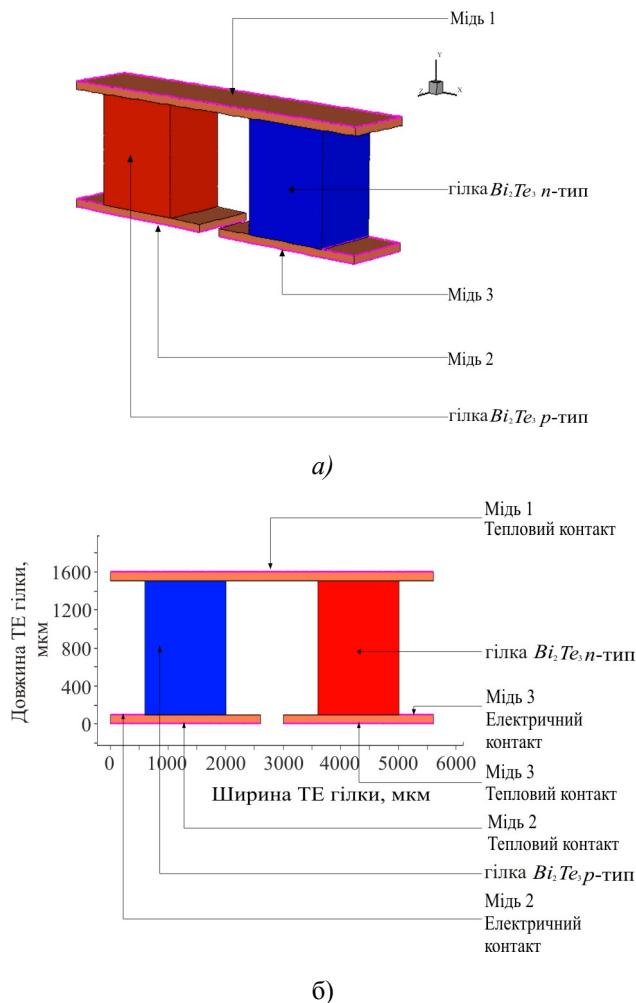 Мідь 1
Y
Z
X
гілка Bi₂Te₃ n-тип
Мідь 3
Мідь 2
гілка Bi₂Te₃ p-тип
а)
Мідь 1
Тепловий контакт
Довжина ТЕ гілки,
мкм
1600
1200
800
400
0
гілка Bi₂Te₃ n-тип
Мідь 3
Електричний
контакт
0 1000 2000 3000 4000 5000 6000
Мідь 3
Тепловий контакт
Ширина ТЕ гілки, мкм
Мідь 2
Тепловий контакт
гілка Bi₂Te₃ p-тип
Мідь 2
Електричний
контакт
б)